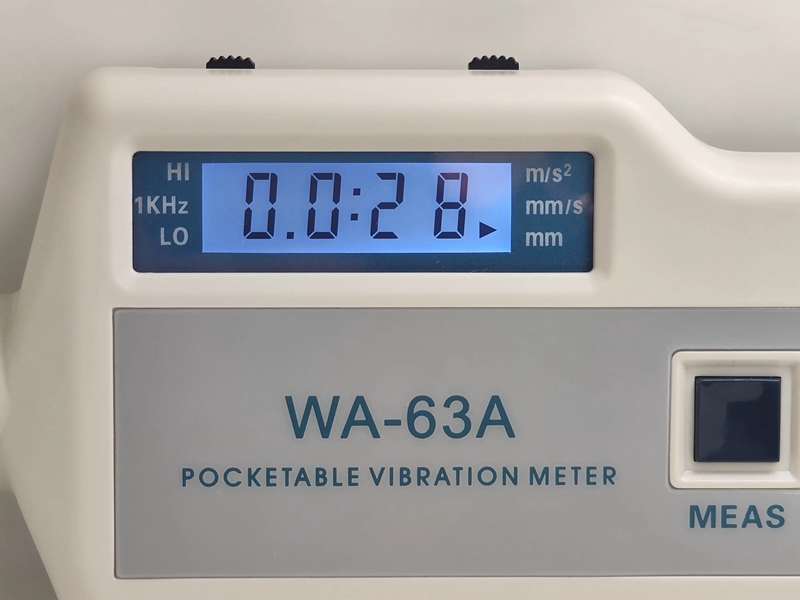 HI 0.0:28 m/s²
1KHz mm/s
LO mm
WA-63A
POCKETABLE VIBRATION METER
MEAS